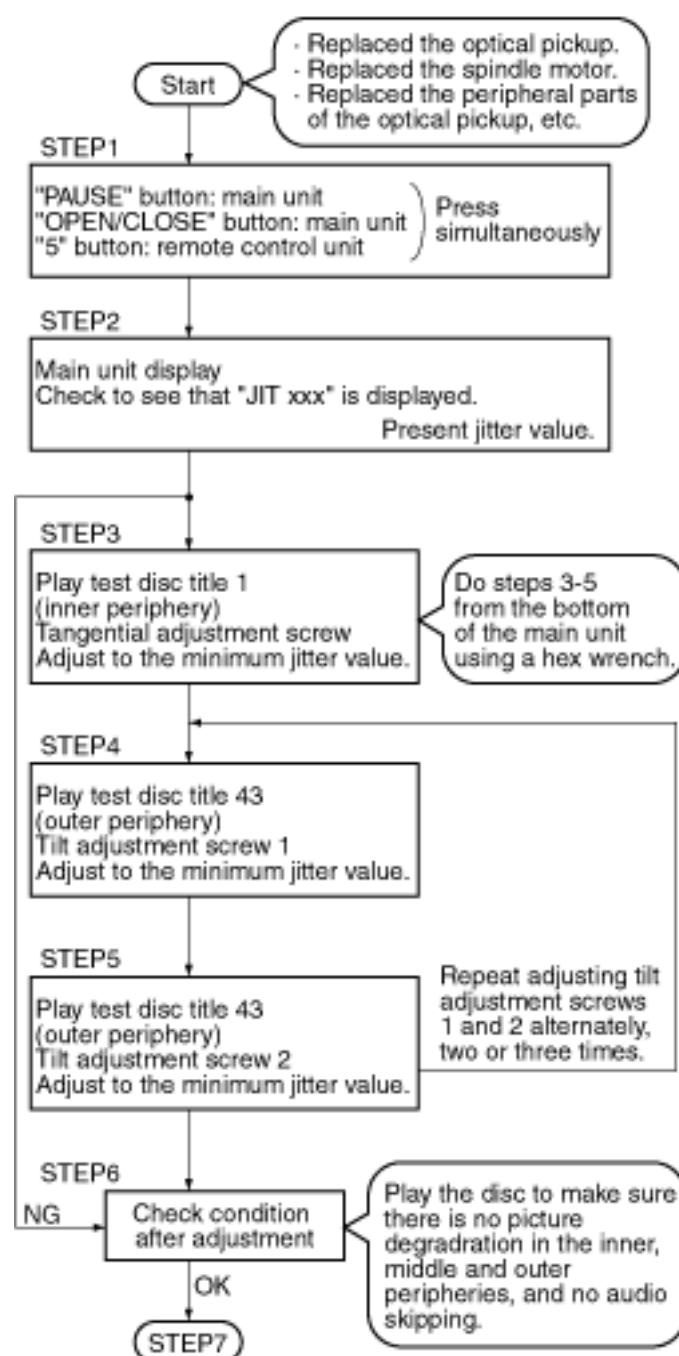 Start
· Replaced the optical pickup.
· Replaced the spindle motor.
· Replaced the peripheral parts
of the optical pickup, etc.
STEP1
"PAUSE" button: main unit
"OPEN/CLOSE" button: main unit
"5" button: remote control unit
Press
simultaneously
STEP2
Main unit display
Check to see that "JIT xxx" is displayed.
Present jitter value.
STEP3
Play test disc title 1
(inner periphery)
Tangential adjustment screw
Adjust to the minimum jitter value.
Do steps 3-5
from the bottom
of the main unit
using a hex wrench.
STEP4
Play test disc title 43
(outer periphery)
Tilt adjustment screw 1
Adjust to the minimum jitter value.
STEP5
Play test disc title 43
(outer periphery)
Tilt adjustment screw 2
Adjust to the minimum jitter value.
Repeat adjusting tilt
adjustment screws
1 and 2 alternately,
two or three times.
STEP6
NG
Check condition
after adjustment
Play the disc to make sure
there is no picture
degradration in the inner,
middle and outer
peripheries, and no audio
skipping.
OK
STEP7